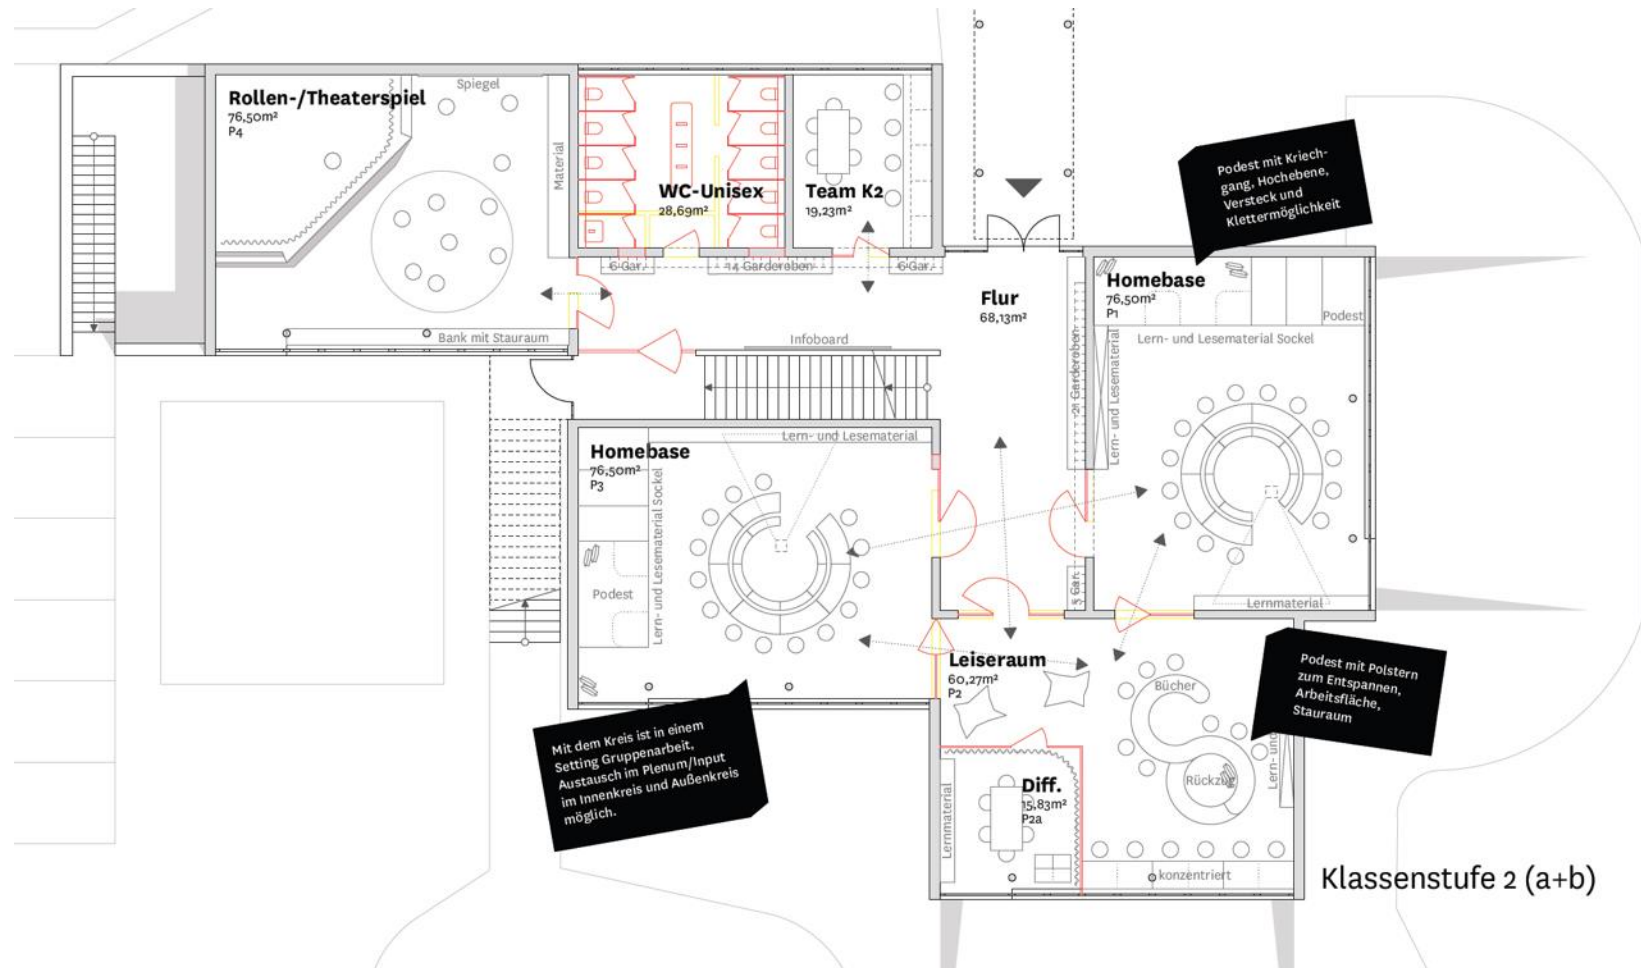 Rollen-/Theaterspiel
76,50m²
P4
Spiegel
Material
Bank mit Stauraum
WC-Unisex
28,69m²
Team K2
19,23m²
6 Gar.
14 Garderoben
6 Gar.
Infoboard
Flur
68,13m²
21 Garderoben
5 Gar.
Podest mit Kriech-
gang, Hochebene,
Versteck und
Klettermöglichkeit
Homebase
76,50m²
P1
Podest
Lern- und Lesematerial Sockel
Lern- und Lesematerial
Lernmaterial
Homebase
76,50m²
P3
Lern- und Lesematerial
Lern- und Lesematerial Sockel
Podest
Leiseraum
60,27m²
P2
Bücher
Rückzug
Lern- und
konzentriert
Diff.
15,83m²
P2a
Lernmaterial
Podest mit Polstern
zum Entspannen,
Arbeitsfläche,
Stauraum
Mit dem Kreis ist in einem
Setting Gruppenarbeit,
Austausch im Plenum/Input
im Innenkreis und Außenkreis
möglich.
Klassenstufe 2 (a+b)